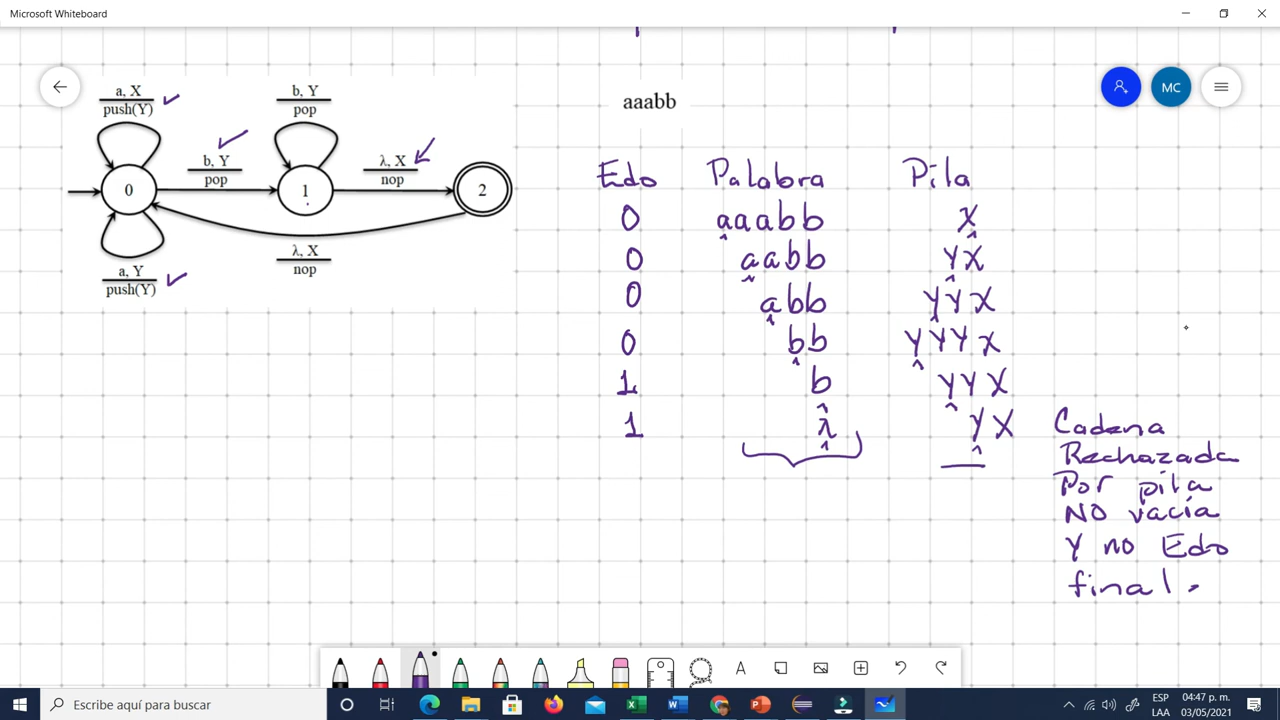 Microsoft Whiteboard
MC
a, X
push(Y)
b, Y
pop
b, Y
pop
λ, X
nop
0
1
2
λ, X
nop
a, Y
push(Y)
aaabb
Edo Palabra Pila
0 aaabb X
0 aabb YX
0 abb YYX
0 bb YYYX
1 b YYX
1 λ YX
Cadena
Rechazada
Por pila
NO vacía
Y no Edo
final.
Escribe aquí para buscar
ESP
LAA
04:47 p. m.
03/05/2021